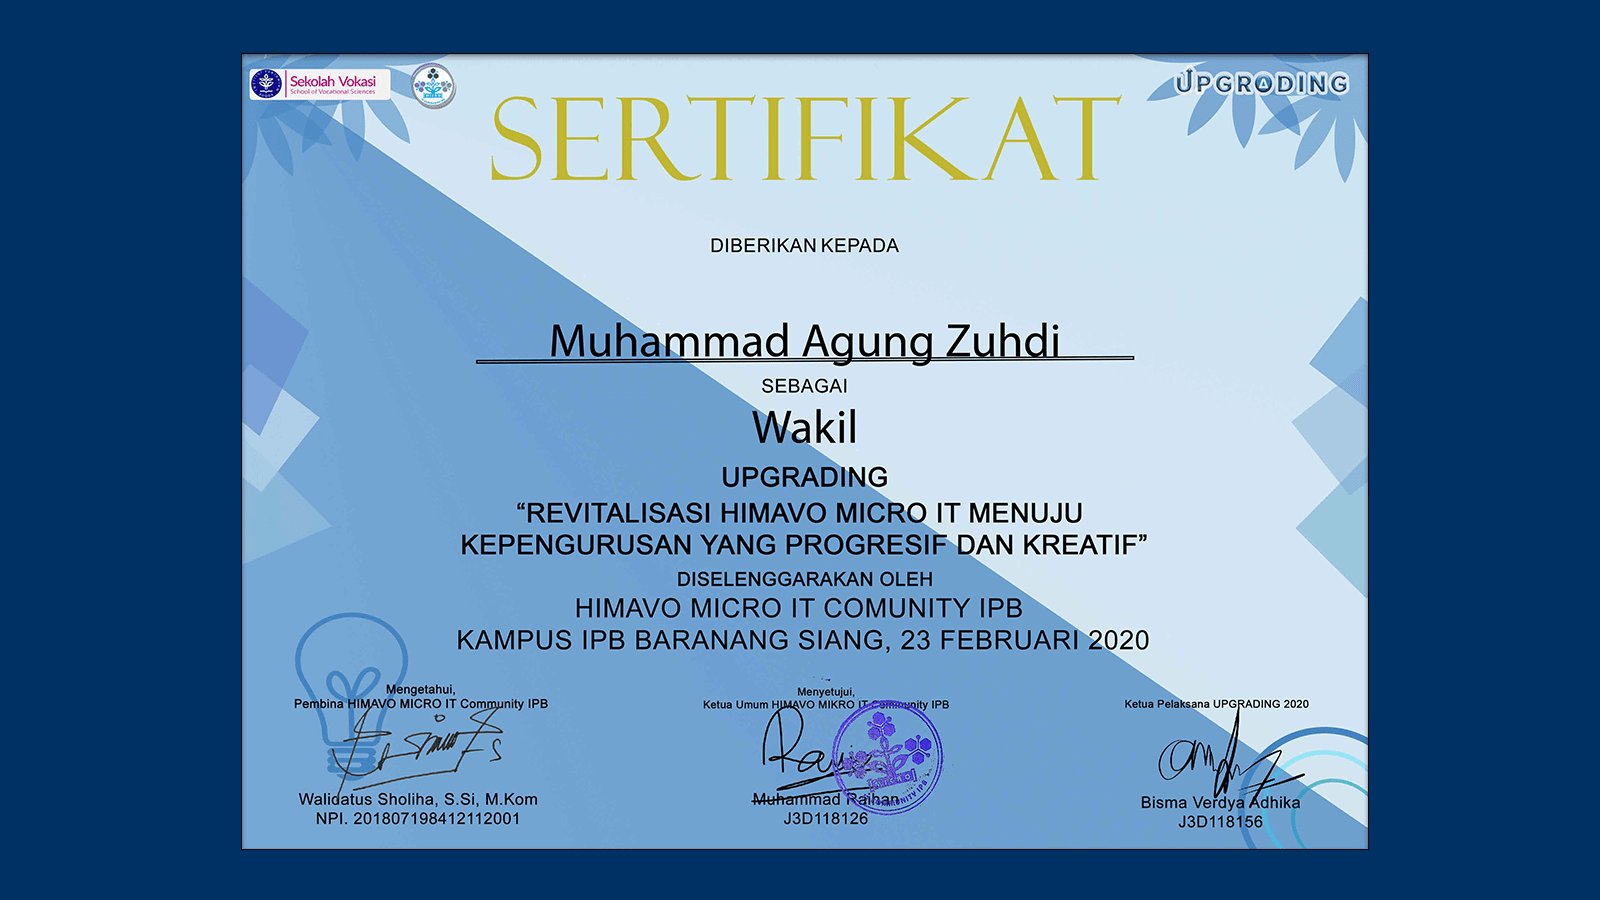 Sekolah Vokasi
School of Vocational Sciences
UPGRADING
SERTIFIKAT
DIBERIKAN KEPADA
Muhammad Agung Zuhdi
SEBAGAI
Wakil
UPGRADING
“REVITALISASI HIMAVO MICRO IT MENUJU
KEPENGURUSAN YANG PROGRESIF DAN KREATIF”
DISELENGGARAKAN OLEH
HIMAVO MICRO IT COMUNITY IPB
KAMPUS IPB BARANANG SIANG, 23 FEBRUARI 2020
Mengetahui,
Pembina HIMAVO MICRO IT Community IPB
Walidatus Sholiha, S.Si, M.Kom
NPI. 201807198412112001
Menyetujui,
Ketua Umum HIMAVO MIKRO IT Community IPB
Muhammad Raihan
J3D118126
Ketua Pelaksana UPGRADING 2020
Bisma Verdya Adhika
J3D118156